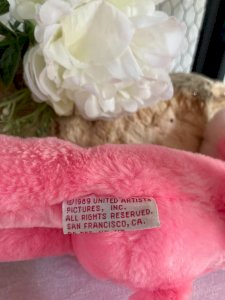 ©1989 UNITED ARTISTS
PICTURES, INC.
ALL RIGHTS RESERVED.
SAN FRANCISCO, CA.